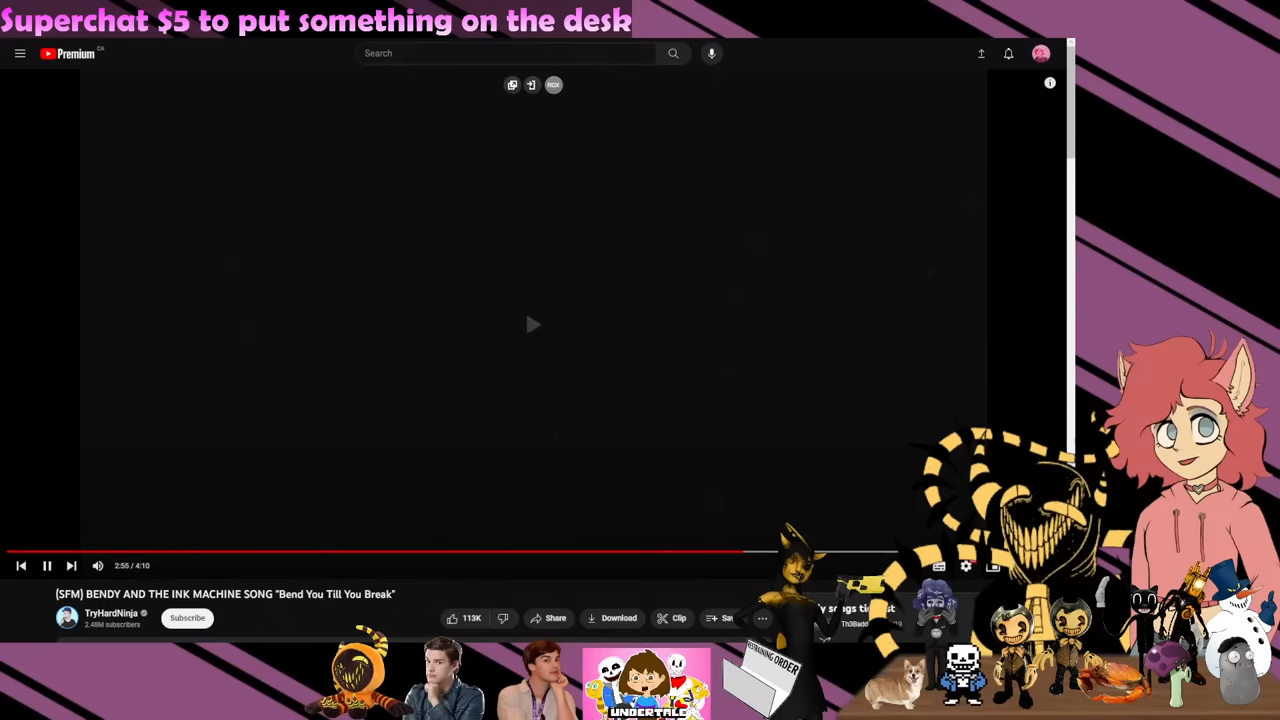 Superchat $5 to put something on the desk
Premium CA
Search
RGX
2:55 / 4:10
(SFM) BENDY AND THE INK MACHINE SONG "Bend You Till You Break"
TryHardNinja
2.48M subscribers
Subscribe
113K
Share
Download
Clip
RESTRAINING ORDER
UNDERTALE